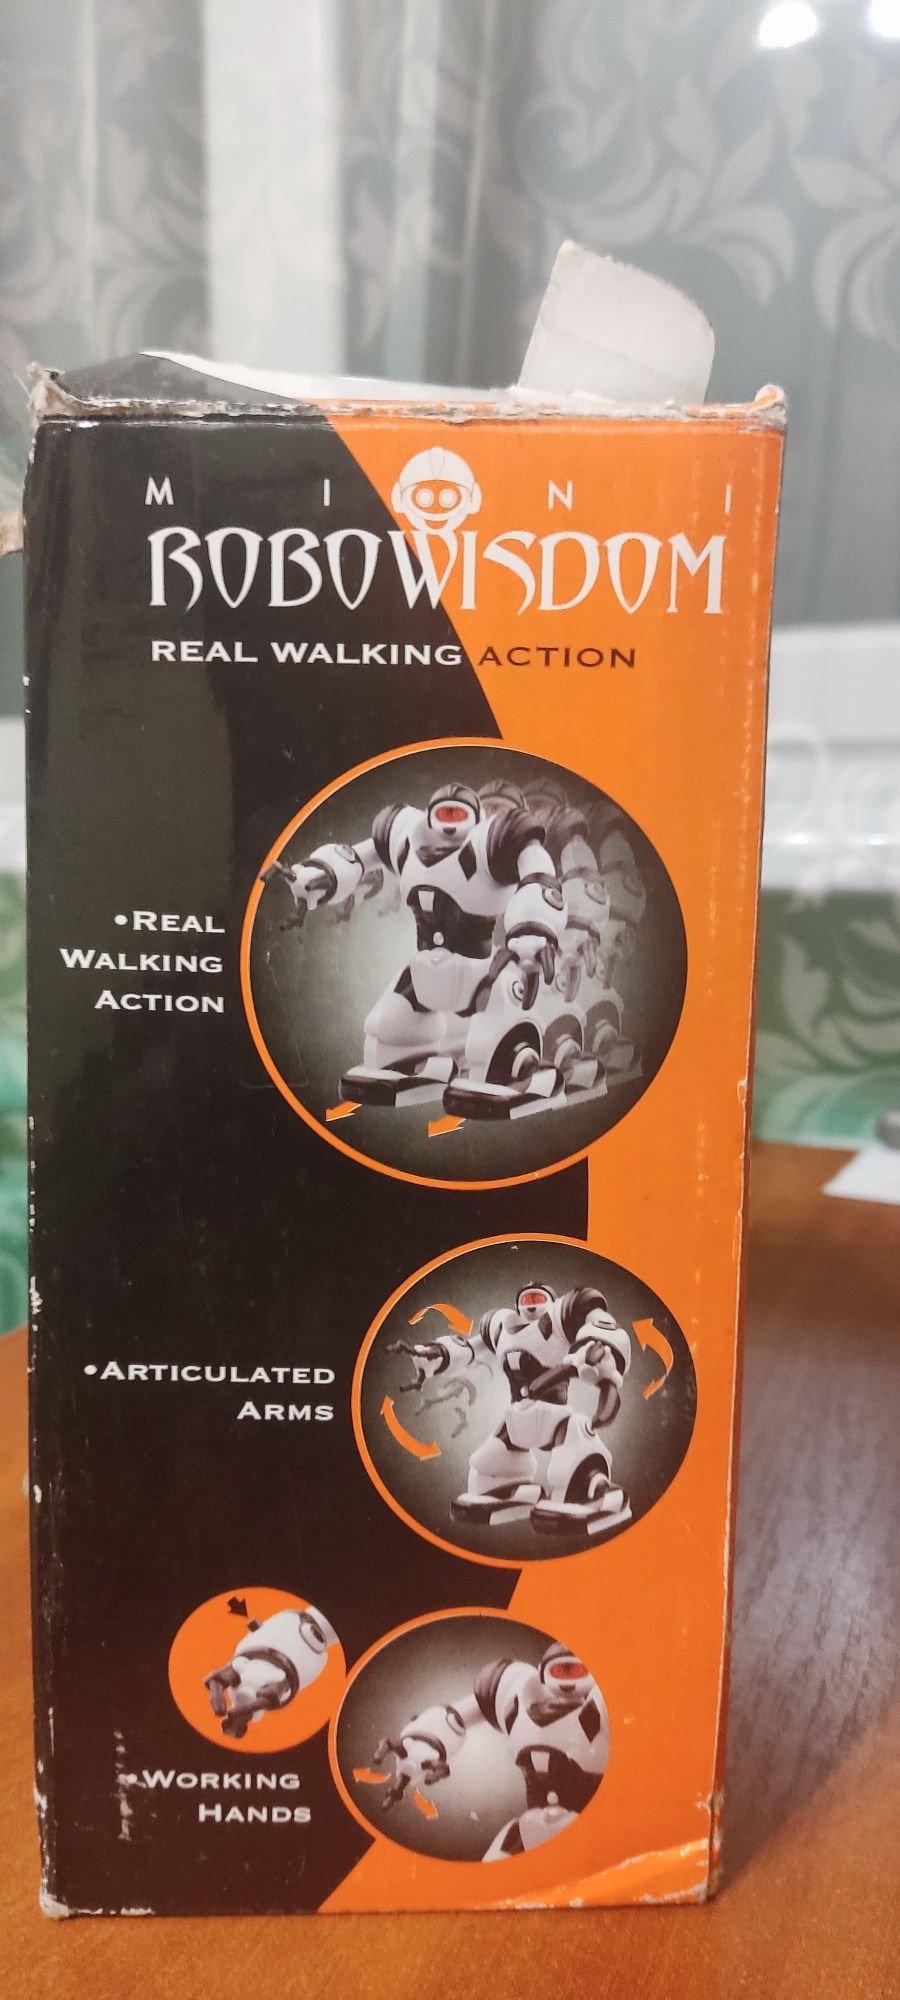 MINI
ROBOWISDOM
REAL WALKING ACTION
•REAL
WALKING
ACTION
•ARTICULATED
ARMS
•WORKING
HANDS